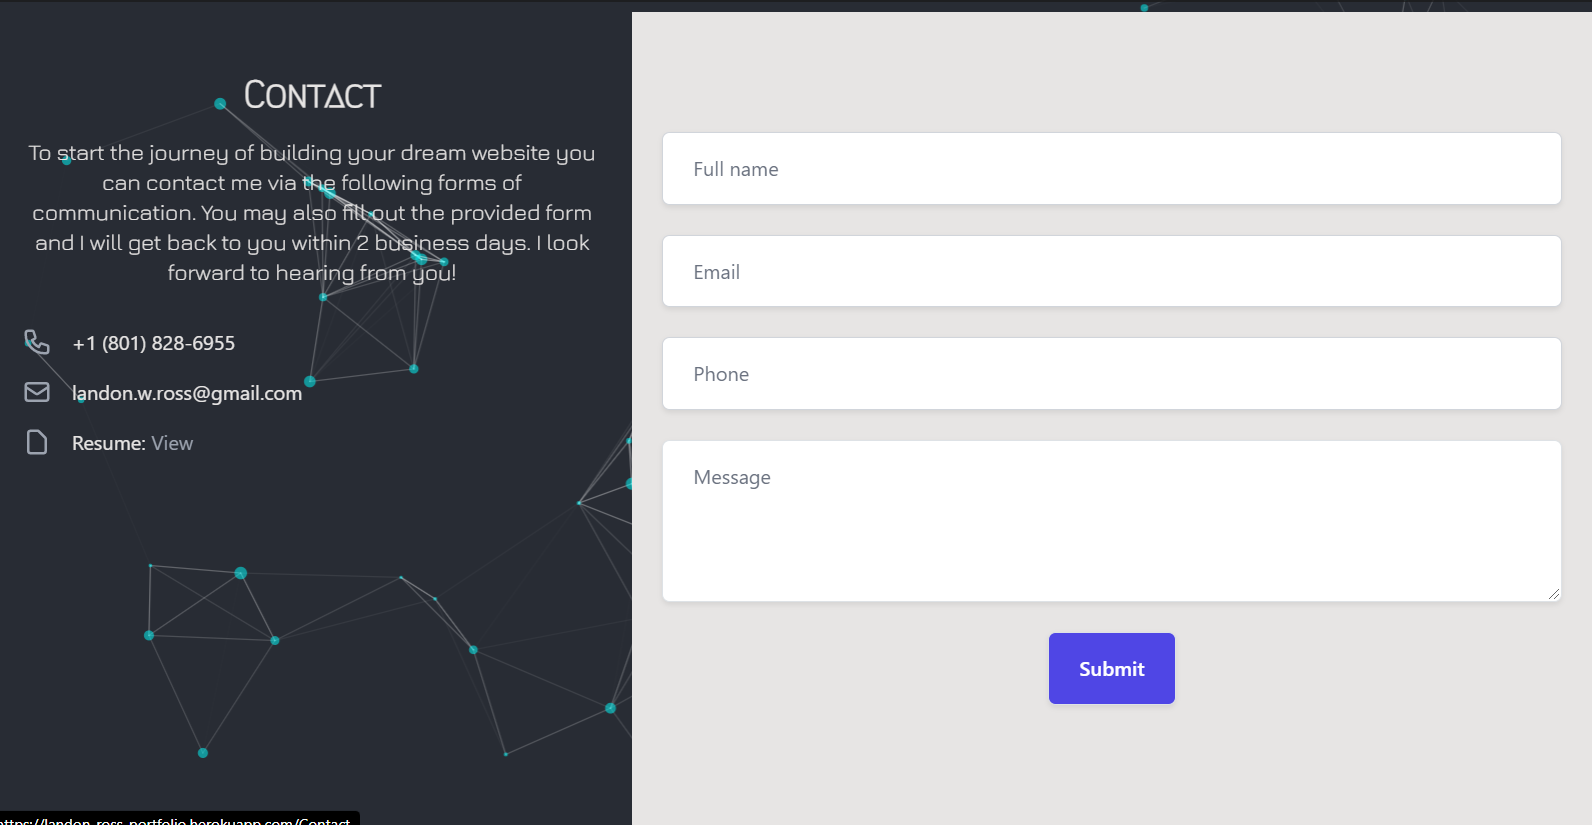 Contact
To start the journey of building your dream website you
can contact me via the following forms of
communication. You may also fill out the provided form
and I will get back to you within 2 business days. I look
forward to hearing from you!
+1 (801) 828-6955
landon.w.ross@gmail.com
Resume: View
Full name
Email
Phone
Message
Submit
https://landon-ross-portfolio.herokuapp.com/Contact